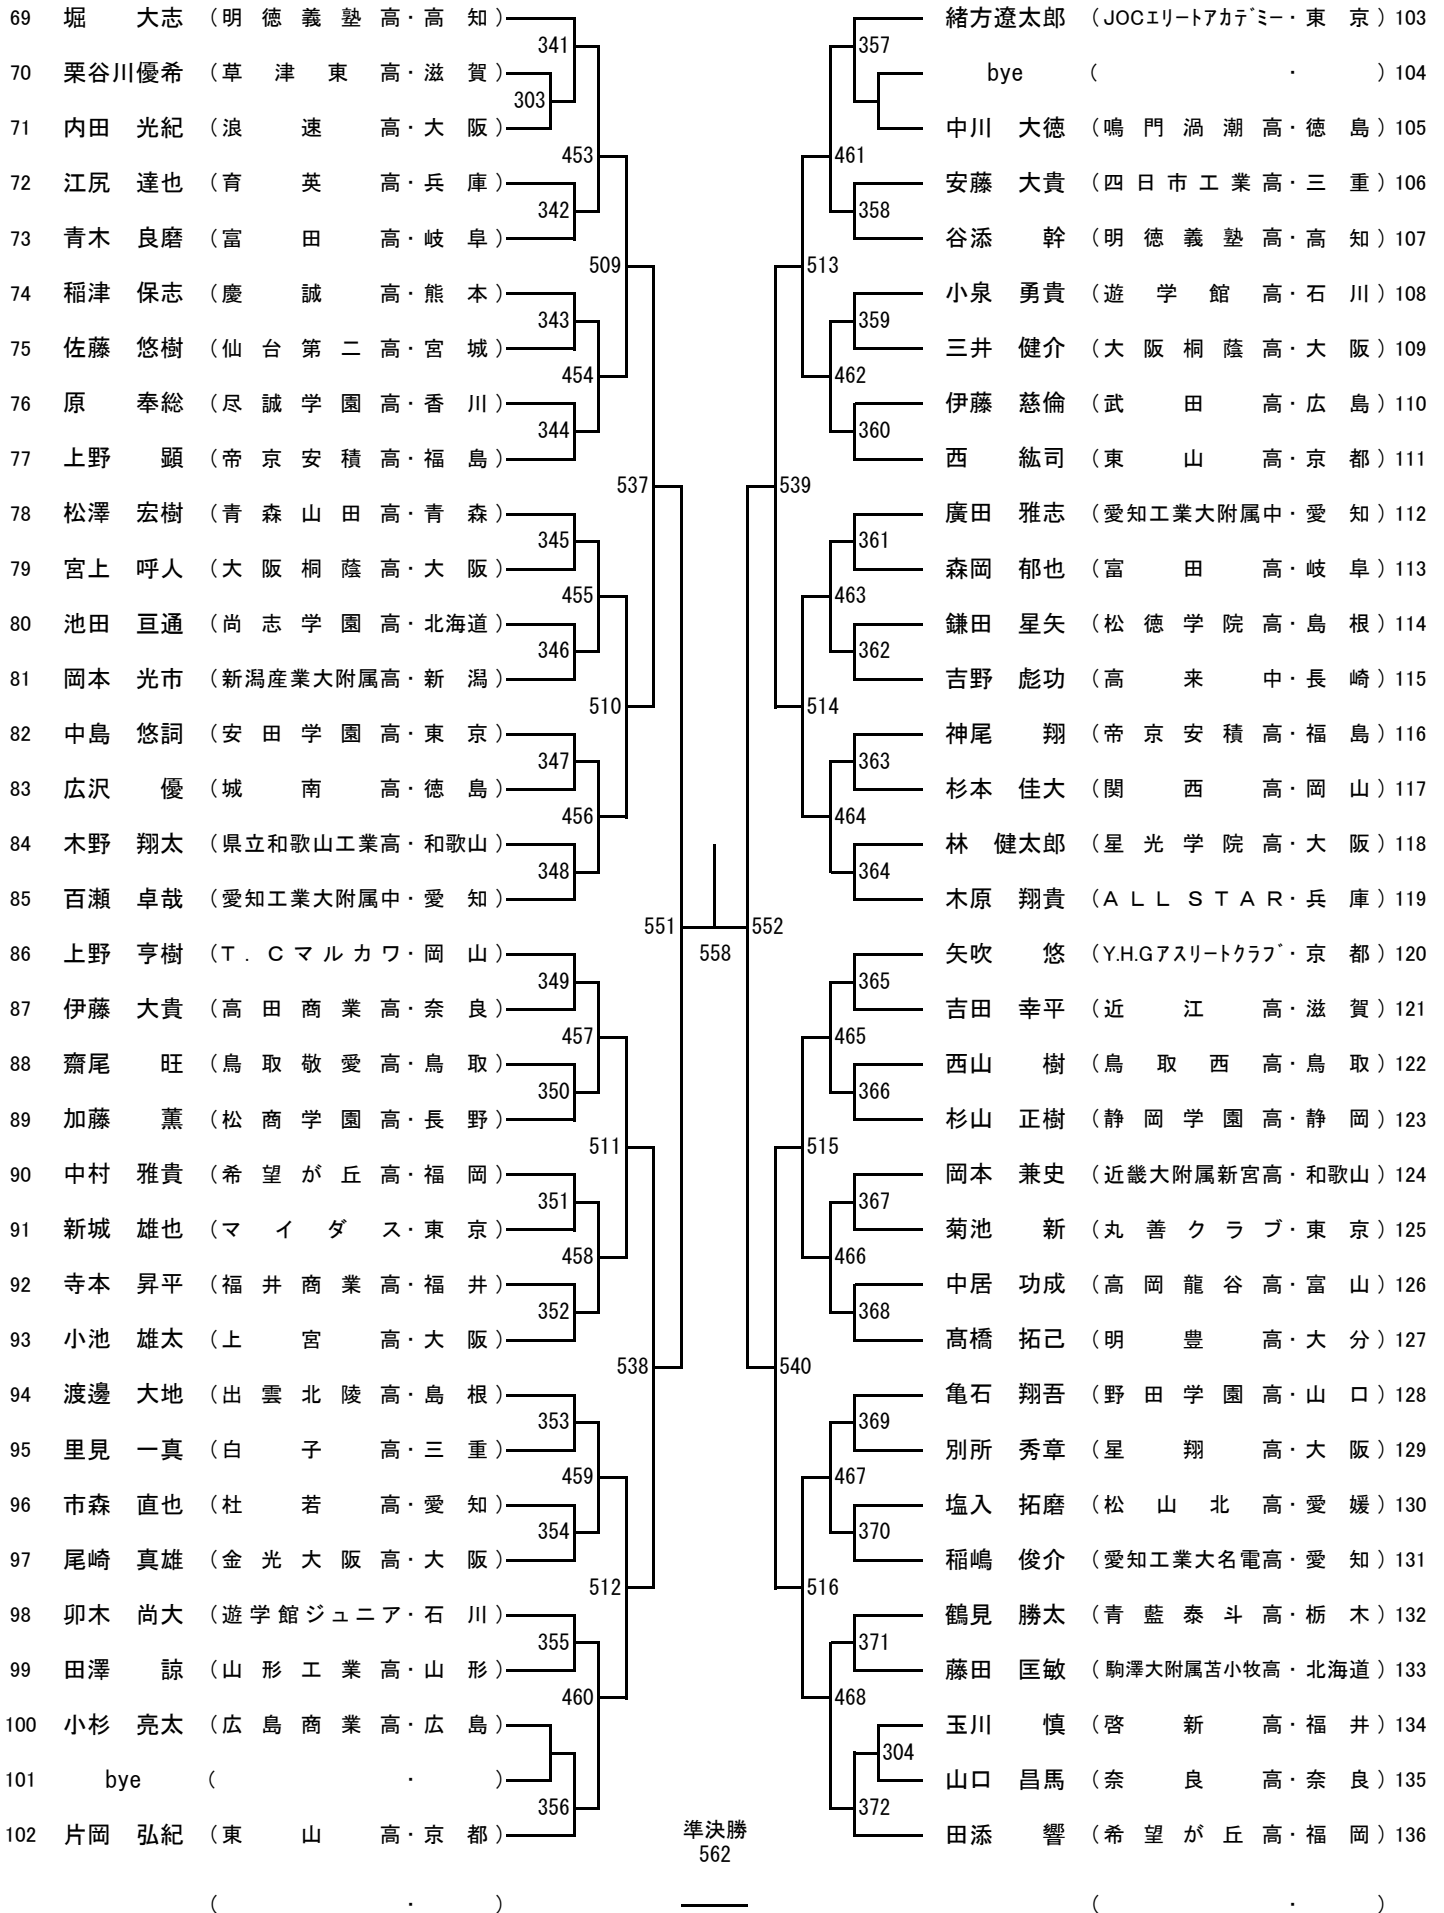 69 堀 大志 (明徳義塾高・高知)
341
70 栗谷川優希 (草津東高・滋賀)
303
71 内田 光紀 (浪速高・大阪)
453
72 江尻 達也 (育英高・兵庫)
342
73 青木 良磨 (富田高・岐阜)
509
74 稲津 保志 (慶誠高・熊本)
343
75 佐藤 悠樹 (仙台第二高・宮城)
454
76 原 奉総 (尽誠学園高・香川)
344
77 上野 顕 (帝京安積高・福島)
537
78 松澤 宏樹 (青森山田高・青森)
345
79 宮上 呼人 (大阪桐蔭高・大阪)
455
80 池田 亘通 (尚志学園高・北海道)
346
81 岡本 光市 (新潟産業大附属高・新潟)
510
82 中島 悠詞 (安田学園高・東京)
347
83 広沢 優 (城南高・徳島)
456
84 木野 翔太 (県立和歌山工業高・和歌山)
348
85 百瀬 卓哉 (愛知工業大附属中・愛知)
551
86 上野 亨樹 (T.Cマルカワ・岡山)
349
87 伊藤 大貴 (高田商業高・奈良)
457
88 齋尾 旺 (鳥取敬愛高・鳥取)
350
89 加藤 薫 (松商学園高・長野)
511
90 中村 雅貴 (希望が丘高・福岡)
351
91 新城 雄也 (マイダス・東京)
458
92 寺本 昇平 (福井商業高・福井)
352
93 小池 雄太 (上宮高・大阪)
538
94 渡邊 大地 (出雲北陵高・島根)
353
95 里見 一真 (白子高・三重)
459
96 市森 直也 (杜若高・愛知)
354
97 尾崎 真雄 (金光大阪高・大阪)
512
98 卯木 尚大 (遊学館ジュニア・石川)
355
99 田澤 諒 (山形工業高・山形)
460
100 小杉 亮太 (広島商業高・広島)
101 bye ( ・ )
356
102 片岡 弘紀 (東山高・京都)
( ・ )
558
準決勝
562
緒方遼太郎 (JOCエリートアカデミー・東京) 103
357
bye ( ・ ) 104
中川 大徳 (鳴門渦潮高・徳島) 105
461
安藤 大貴 (四日市工業高・三重) 106
358
谷添 幹 (明徳義塾高・高知) 107
513
小泉 勇貴 (遊学館高・石川) 108
359
三井 健介 (大阪桐蔭高・大阪) 109
462
伊藤 慈倫 (武田高・広島) 110
360
西 紘司 (東山高・京都) 111
539
廣田 雅志 (愛知工業大附属中・愛知) 112
361
森岡 郁也 (富田高・岐阜) 113
463
鎌田 星矢 (松徳学院高・島根) 114
362
吉野 彪功 (高来中・長崎) 115
514
神尾 翔 (帝京安積高・福島) 116
363
杉本 佳大 (関西高・岡山) 117
464
林 健太郎 (星光学院高・大阪) 118
364
木原 翔貴 (ALL STAR・兵庫) 119
552
矢吹 悠 (Y.H.Gアスリートクラブ・京都) 120
365
吉田 幸平 (近江高・滋賀) 121
465
西山 樹 (鳥取西高・鳥取) 122
366
杉山 正樹 (静岡学園高・静岡) 123
515
岡本 兼史 (近畿大附属新宮高・和歌山) 124
367
菊池 新 (丸善クラブ・東京) 125
466
中居 功成 (高岡龍谷高・富山) 126
368
髙橋 拓己 (明豊高・大分) 127
540
亀石 翔吾 (野田学園高・山口) 128
369
別所 秀章 (星翔高・大阪) 129
467
塩入 拓磨 (松山北高・愛媛) 130
370
稲嶋 俊介 (愛知工業大名電高・愛知) 131
516
鶴見 勝太 (青藍泰斗高・栃木) 132
371
藤田 匡敏 (駒澤大附属苫小牧高・北海道) 133
468
玉川 慎 (啓新高・福井) 134
304
山口 昌馬 (奈良高・奈良) 135
372
田添 響 (希望が丘高・福岡) 136
( ・ )